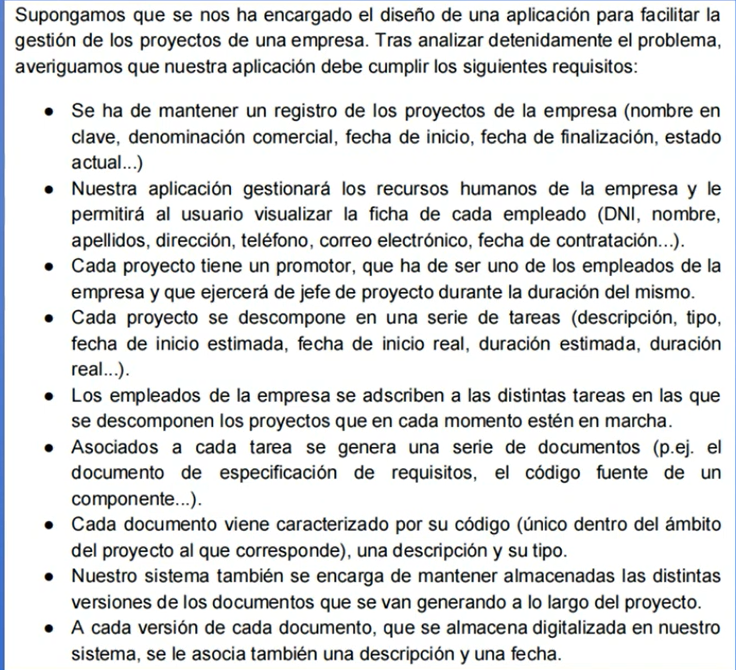 Supongamos que se nos ha encargado el diseño de una aplicación para facilitar la
gestión de los proyectos de una empresa. Tras analizar detenidamente el problema,
averiguamos que nuestra aplicación debe cumplir los siguientes requisitos:
● Se ha de mantener un registro de los proyectos de la empresa (nombre en
clave, denominación comercial, fecha de inicio, fecha de finalización, estado
actual...)
● Nuestra aplicación gestionará los recursos humanos de la empresa y le
permitirá al usuario visualizar la ficha de cada empleado (DNI, nombre,
apellidos, dirección, teléfono, correo electrónico, fecha de contratación...).
● Cada proyecto tiene un promotor, que ha de ser uno de los empleados de la
empresa y que ejercerá de jefe de proyecto durante la duración del mismo.
● Cada proyecto se descompone en una serie de tareas (descripción, tipo,
fecha de inicio estimada, fecha de inicio real, duración estimada, duración
real...).
● Los empleados de la empresa se adscriben a las distintas tareas en las que
se descomponen los proyectos que en cada momento estén en marcha.
● Asociados a cada tarea se genera una serie de documentos (p.ej. el
documento de especificación de requisitos, el código fuente de un
componente...).
● Cada documento viene caracterizado por su código (único dentro del ámbito
del proyecto al que corresponde), una descripción y su tipo.
● Nuestro sistema también se encarga de mantener almacenadas las distintas
versiones de los documentos que se van generando a lo largo del proyecto.
● A cada versión de cada documento, que se almacena digitalizada en nuestro
sistema, se le asocia también una descripción y una fecha.